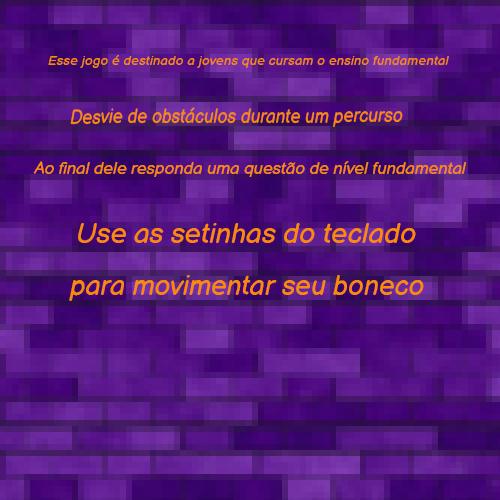 Esse jogo é destinado a jovens que cursam o ensino fundamental
Desvie de obstáculos durante um percurso
Ao final dele responda uma questão de nível fundamental
Use as setinhas do teclado
para movimentar seu boneco